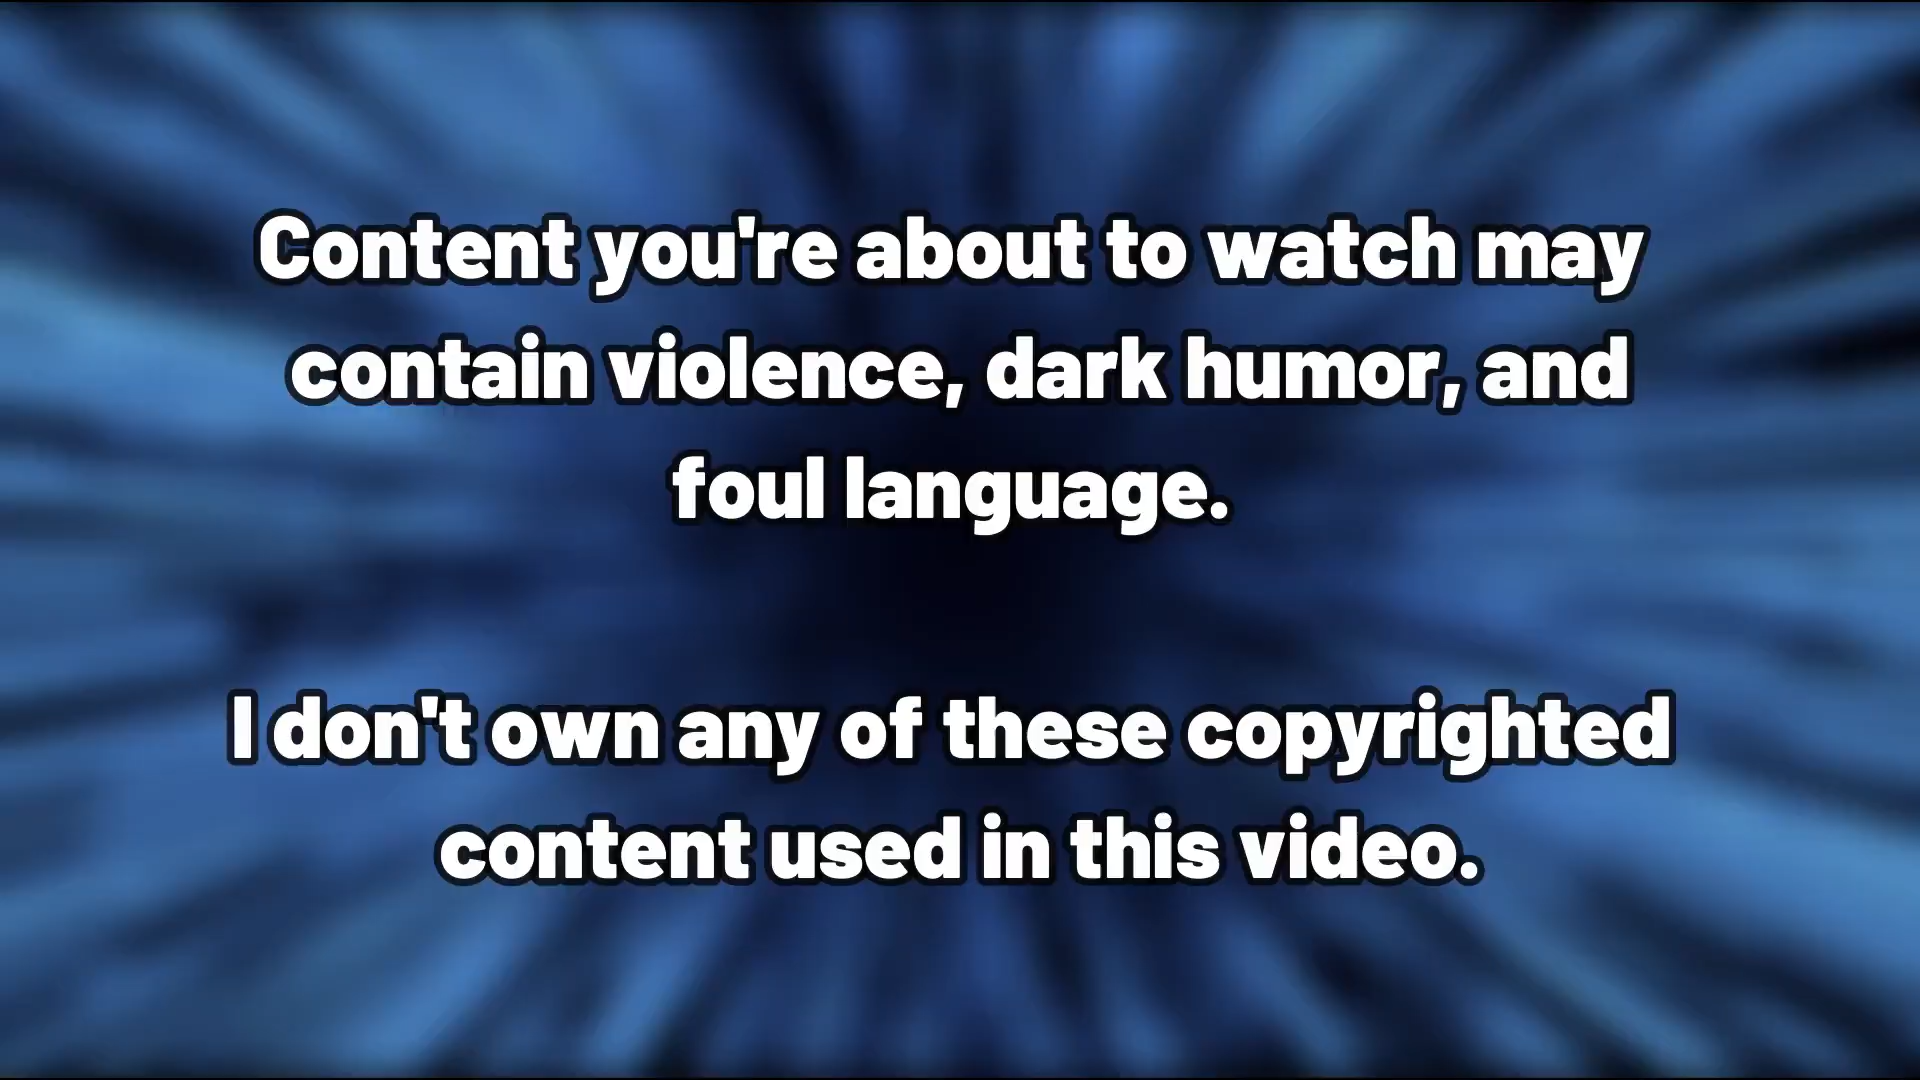 Content you're about to watch may
contain violence, dark humor, and
foul language.
I don't own any of these copyrighted
content used in this video.